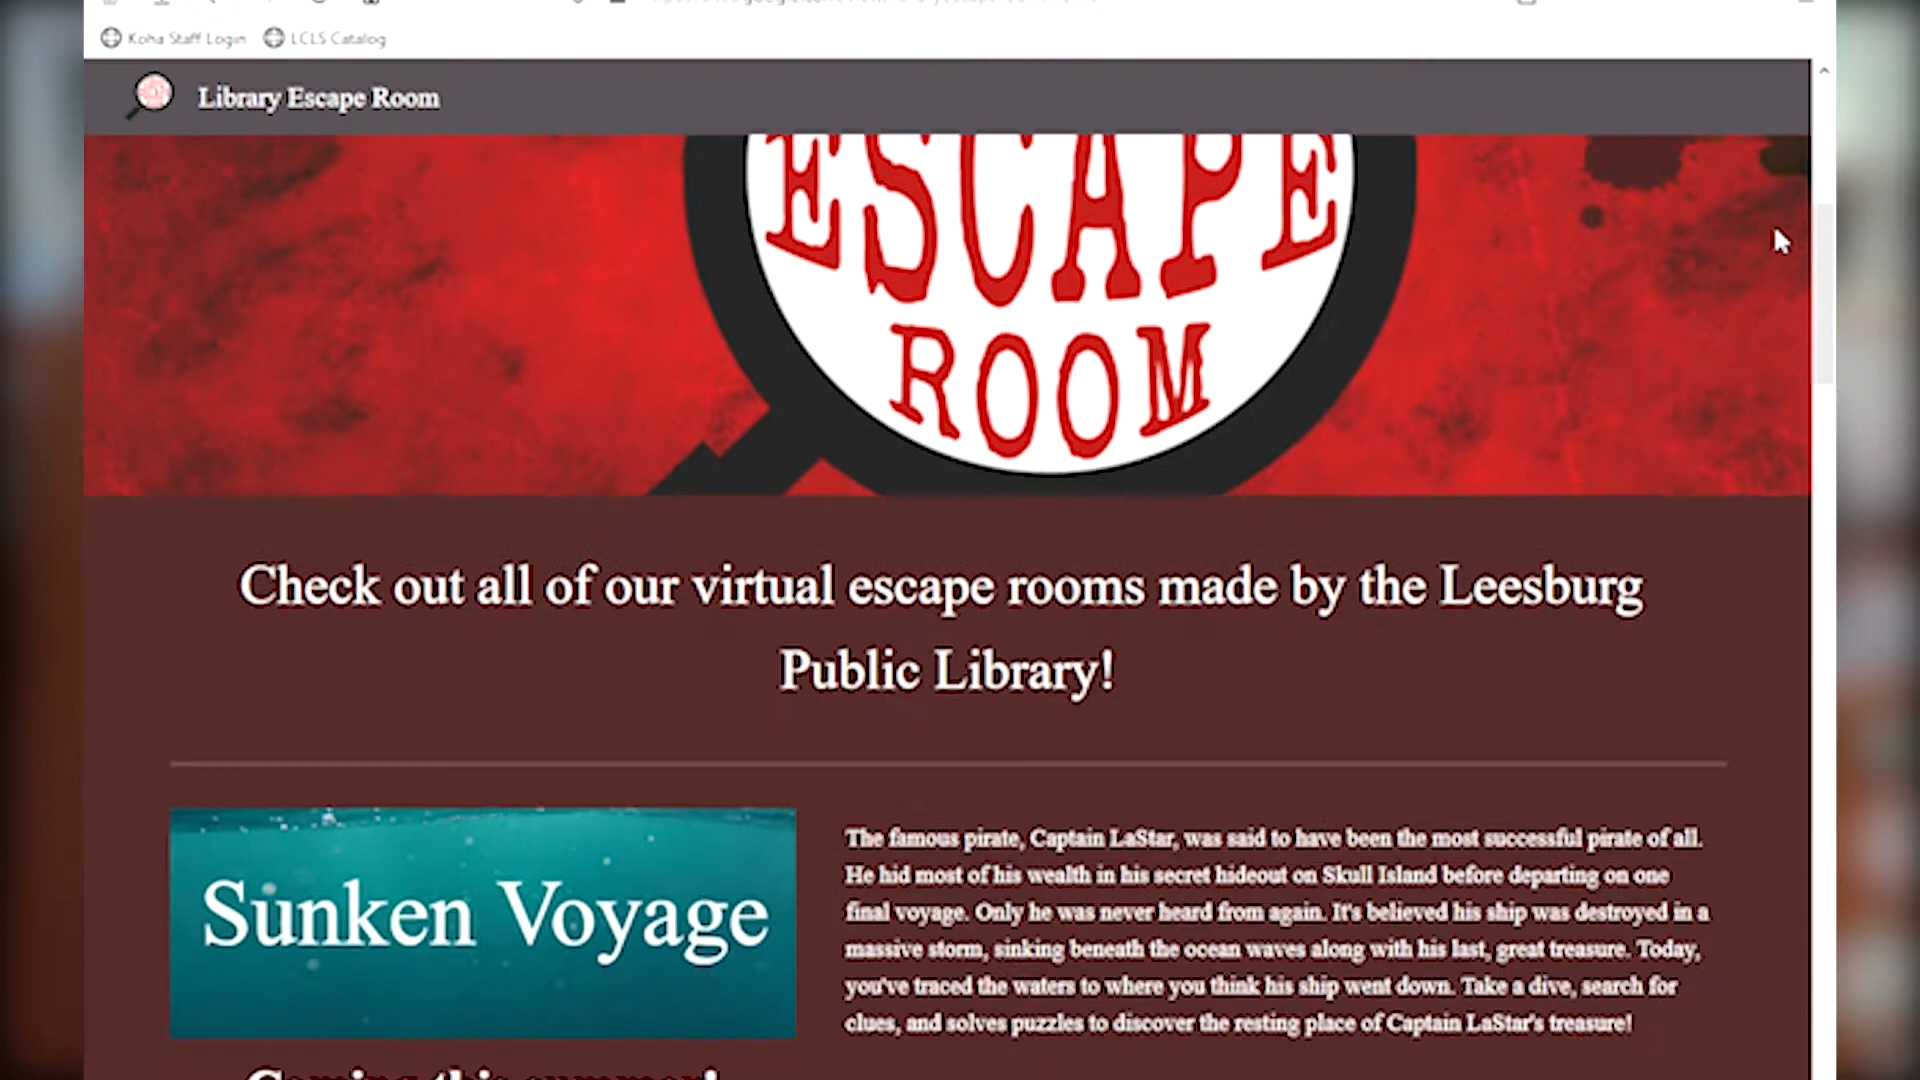 Koha Staff Login LCLS Catalog
Library Escape Room
ESCAPE
ROOM
Check out all of our virtual escape rooms made by the Leesburg
Public Library!
Sunken Voyage
The famous pirate, Captain LaStar, was said to have been the most successful pirate of all.
He hid most of his wealth in his secret hideout on Skull Island before departing on one
final voyage. Only he was never heard from again. It's believed his ship was destroyed in a
massive storm, sinking beneath the ocean waves along with his last, great treasure. Today,
you've traced the waters to where you think his ship went down. Take a dive, search for
clues, and solves puzzles to discover the resting place of Captain LaStar's treasure!
Coming this summer!